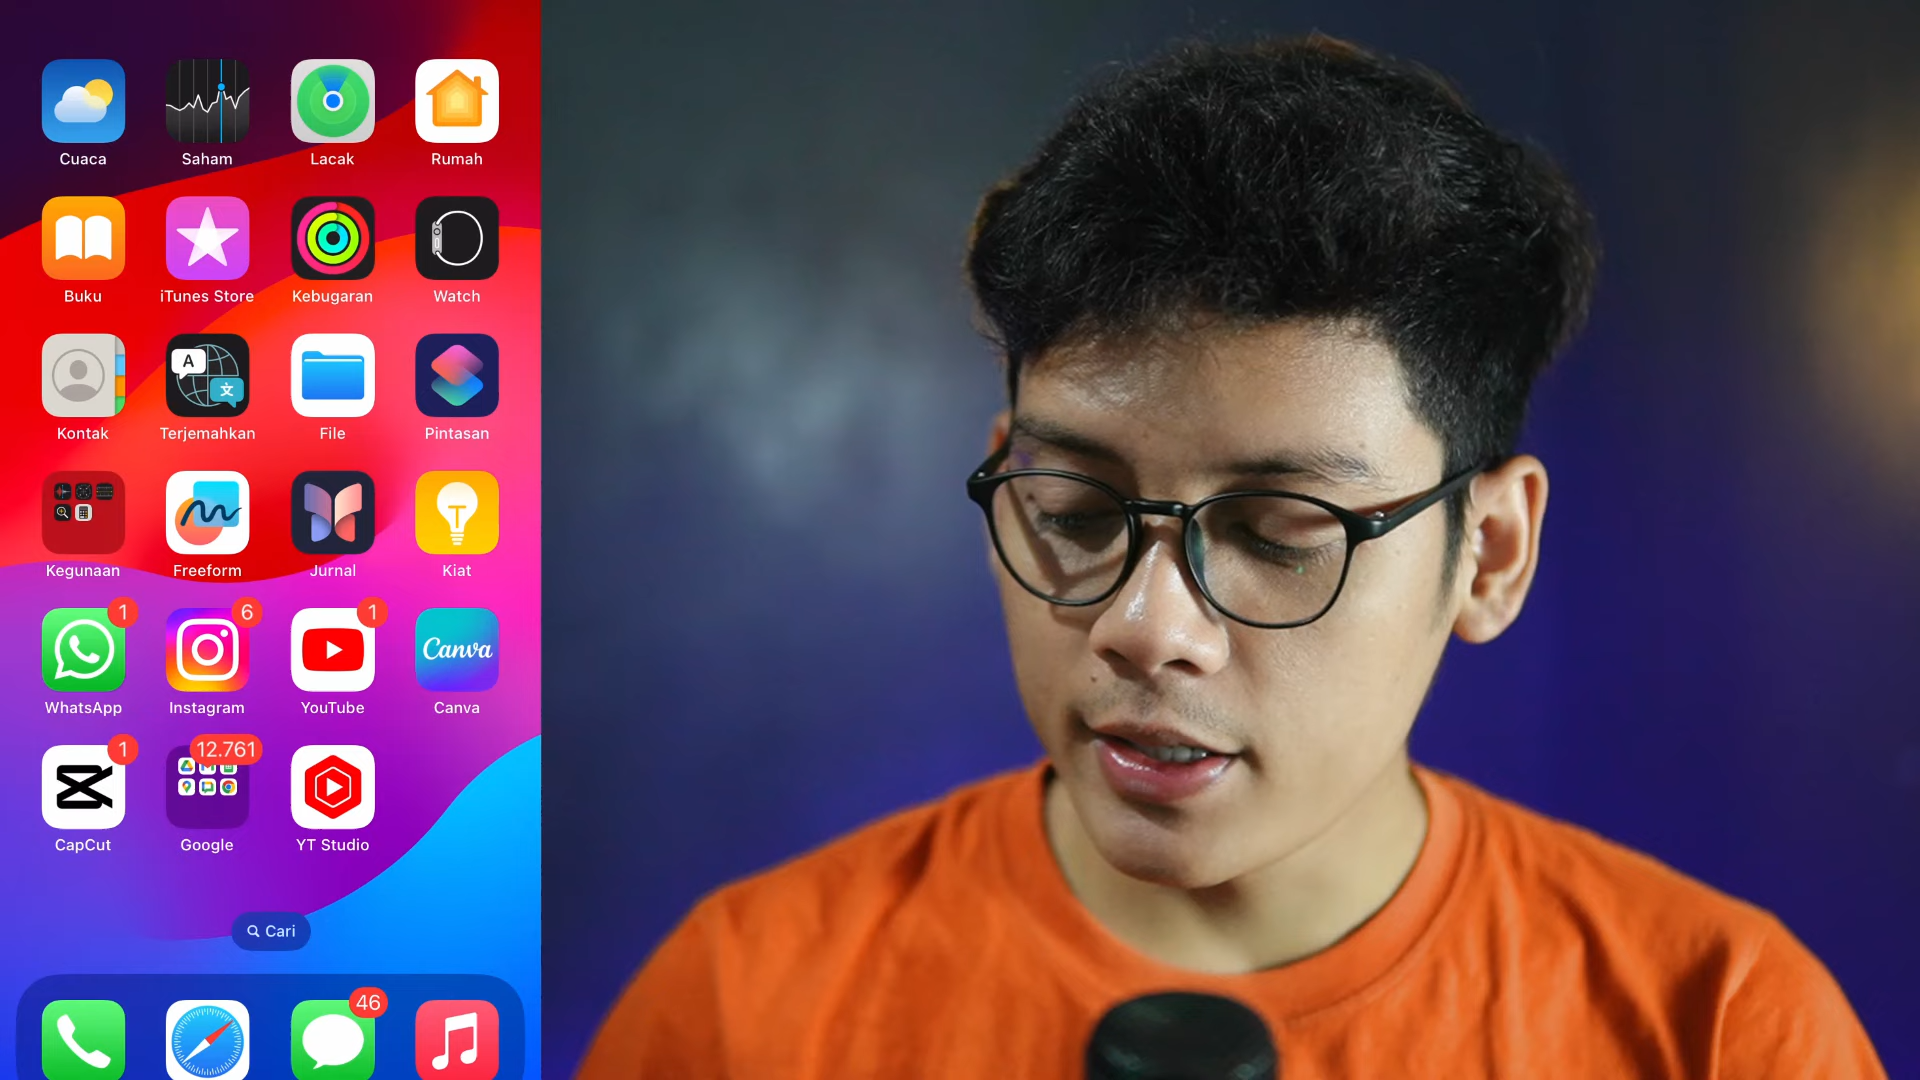 Cuaca Saham Lacak Rumah
Buku iTunes Store Kebugaran Watch
A
文
Kontak Terjemahkan File Pintasan
Kegunaan Freeform Jurnal Kiat
1 6 1
Canva
WhatsApp Instagram YouTube Canva
1 12.761
CapCut Google YT Studio
Cari
46